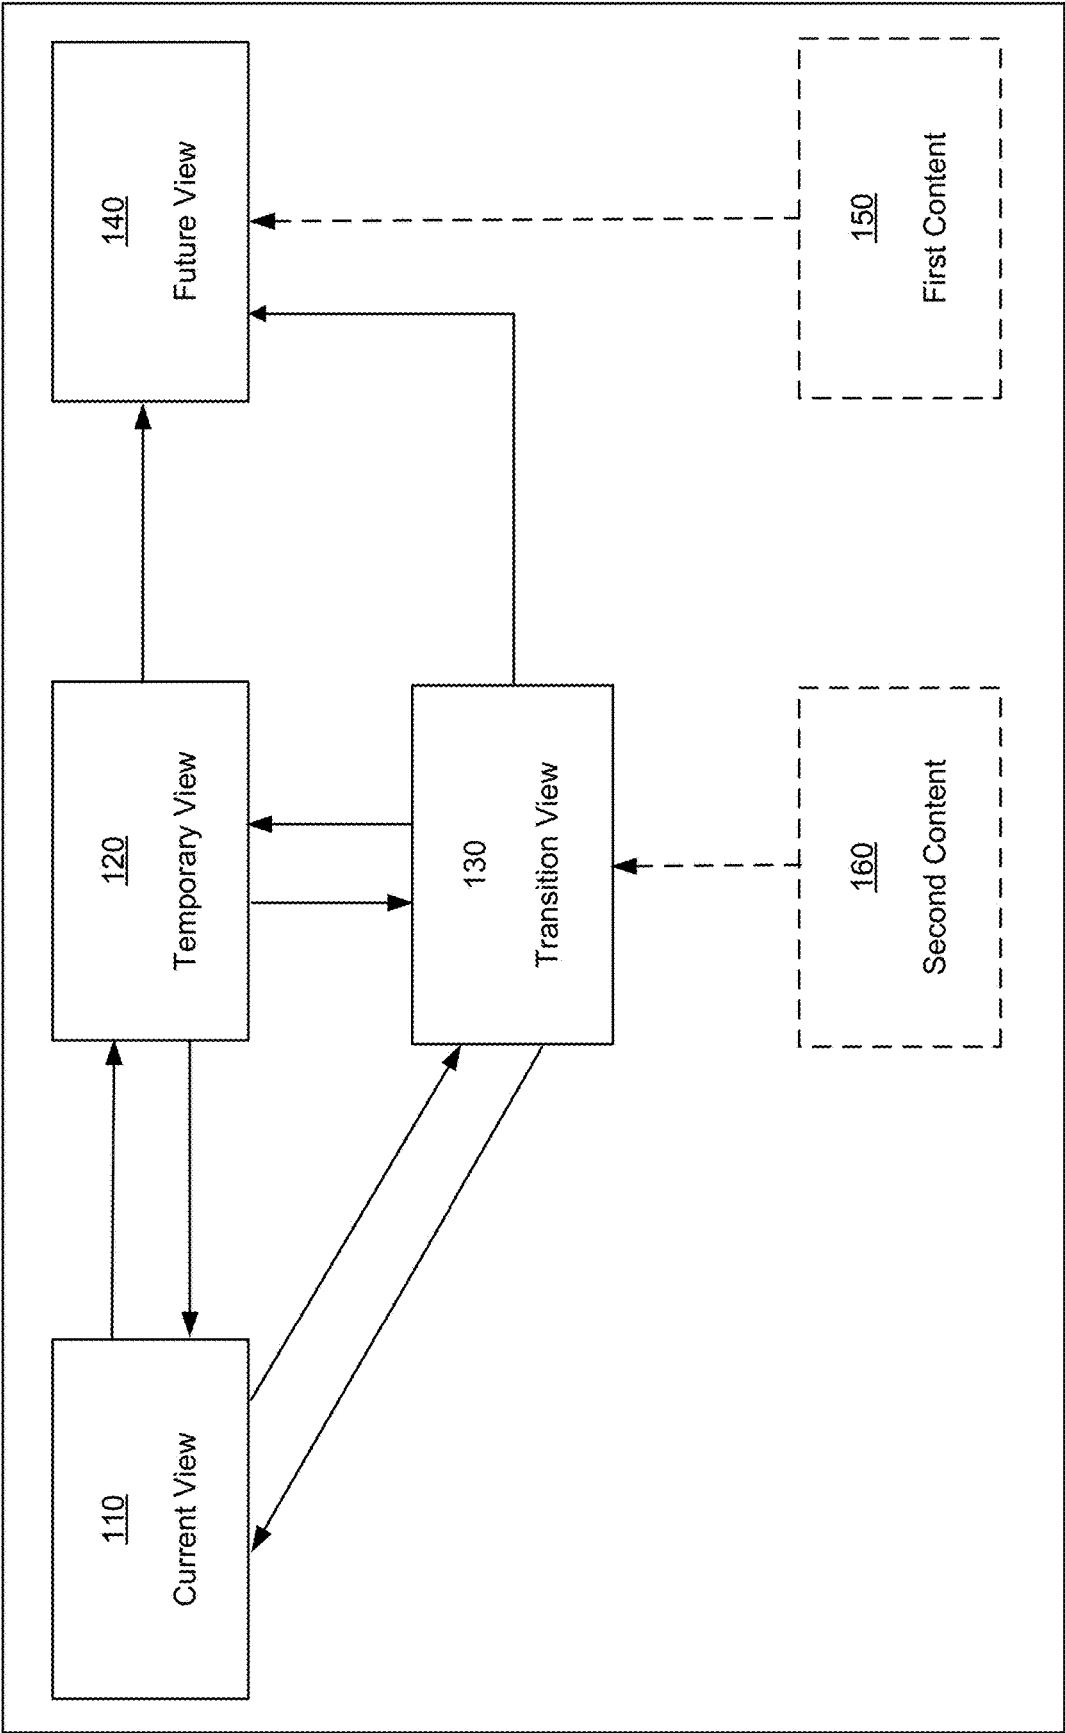 110
Current View
120
Temporary View
140
Future View
130
Transition View
160
Second Content
150
First Content